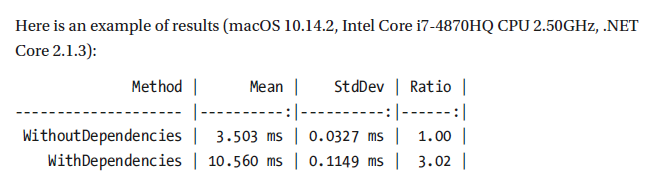 Here is an example of results (macOS 10.14.2, Intel Core i7-4870HQ CPU 2.50GHz, .NET
Core 2.1.3):
Method | Mean | StdDev | Ratio |
-------------------- |----------:|----------:|------:|
WithoutDependencies | 3.503 ms | 0.0327 ms | 1.00 |
WithDependencies | 10.560 ms | 0.1149 ms | 3.02 |